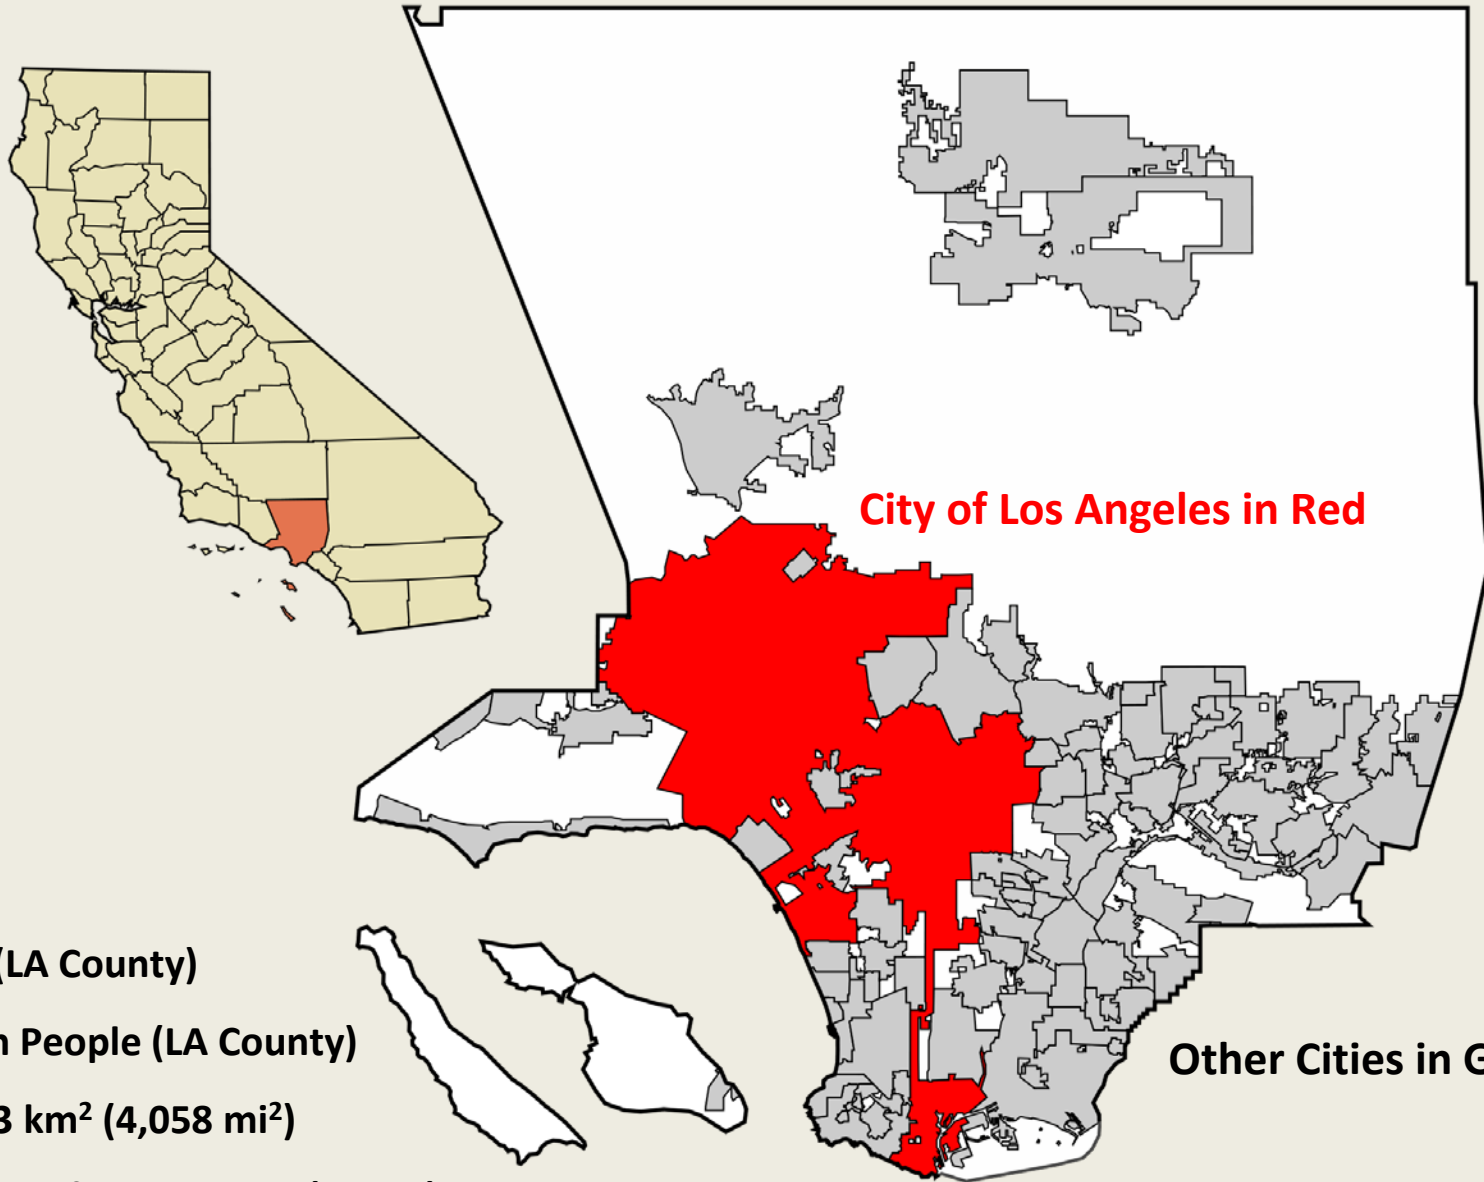 City of Los Angeles in Red
(LA County)
People (LA County)
km² (4,058 mi²)
Other Cities in